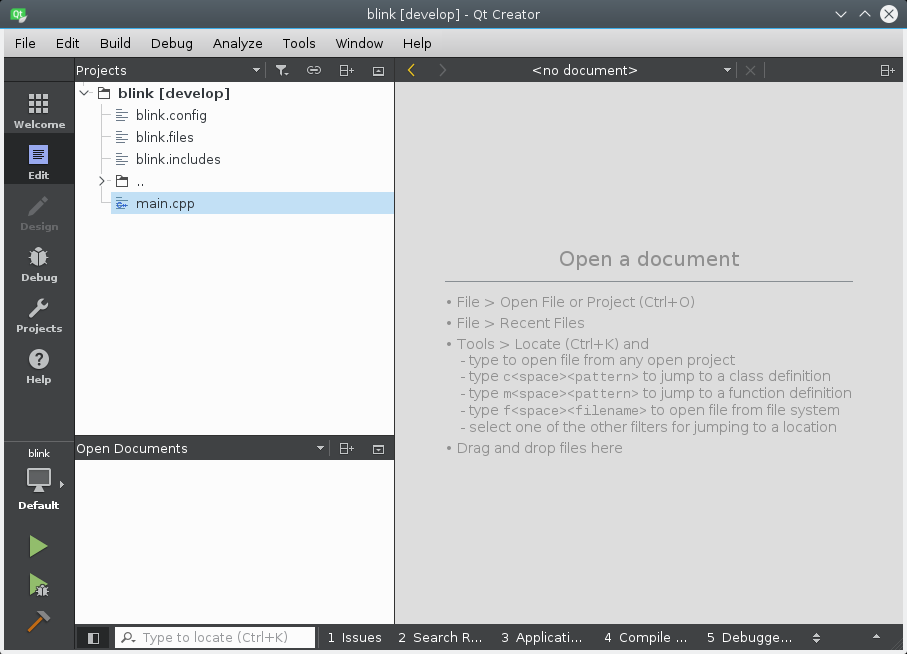 blink [develop] - Qt Creator
File Edit Build Debug Analyze Tools Window Help
Projects
<no document>
Welcome
Edit
Design
Debug
Projects
Help
blink
Default
blink [develop]
blink.config
blink.files
blink.includes
..
main.cpp
Open Documents
Open a document
• File > Open File or Project (Ctrl+O)
• File > Recent Files
• Tools > Locate (Ctrl+K) and
- type to open file from any open project
- type c<space><pattern> to jump to a class definition
- type m<space><pattern> to jump to a function definition
- type f<space><filename> to open file from file system
- select one of the other filters for jumping to a location
• Drag and drop files here
Type to locate (Ctrl+K) 1 Issues 2 Search R... 3 Applicati... 4 Compile ... 5 Debugge...